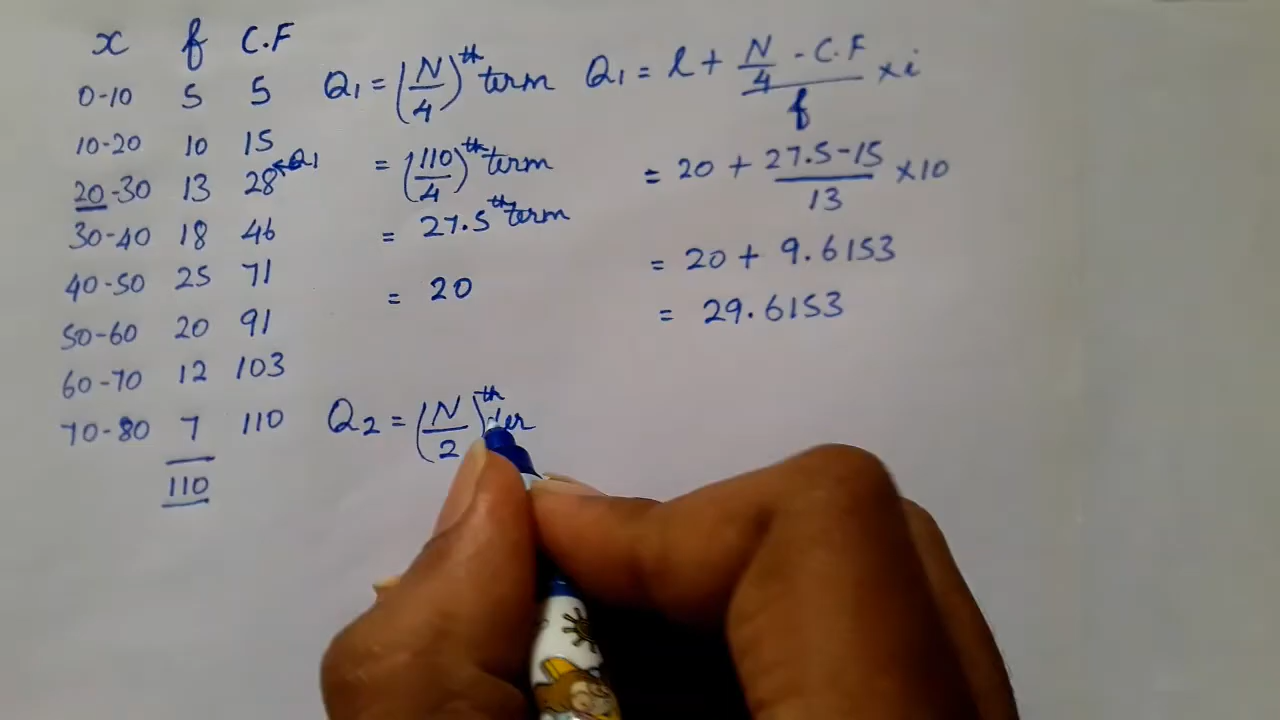 x f C.F
0-10 5 5
10-20 10 15
20-30 13 28 ←Q1
30-40 18 46
40-50 25 71
50-60 20 91
60-70 12 103
70-80 7 110
110
Q1 = (N/4)th term
= (110/4)th term
= 27.5th term
= 20
Q1 = l + N/4 - C.F / f × i
= 20 + 27.5-15 / 13 × 10
= 20 + 9.6153
= 29.6153
Q2 = (N/2)th ter